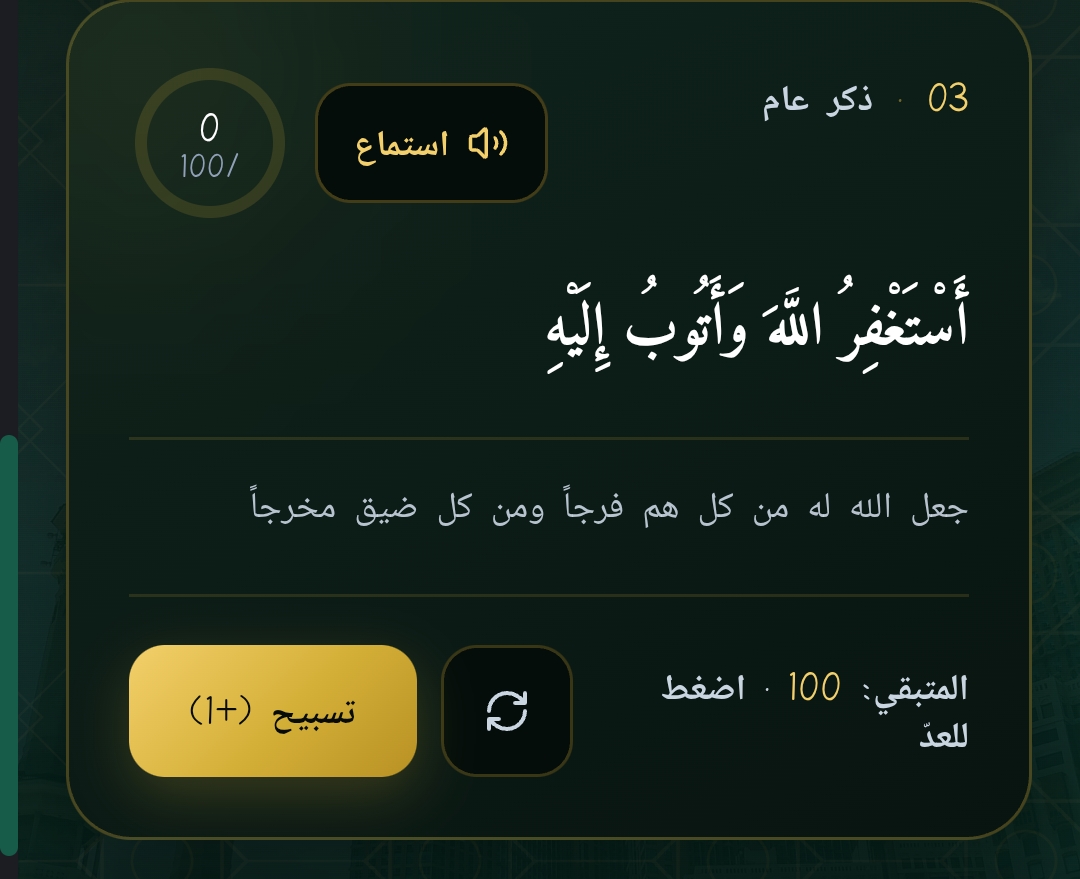 03 · ذكر عام
استماع
0
/100
أَسْتَغْفِرُ اللَّهَ وَأَتُوبُ إِلَيْهِ
جعل الله له من كل هم فرجاً ومن كل ضيق مخرجاً
المتبقي: 100 · اضغط
للعدّ
تسبيح (+1)